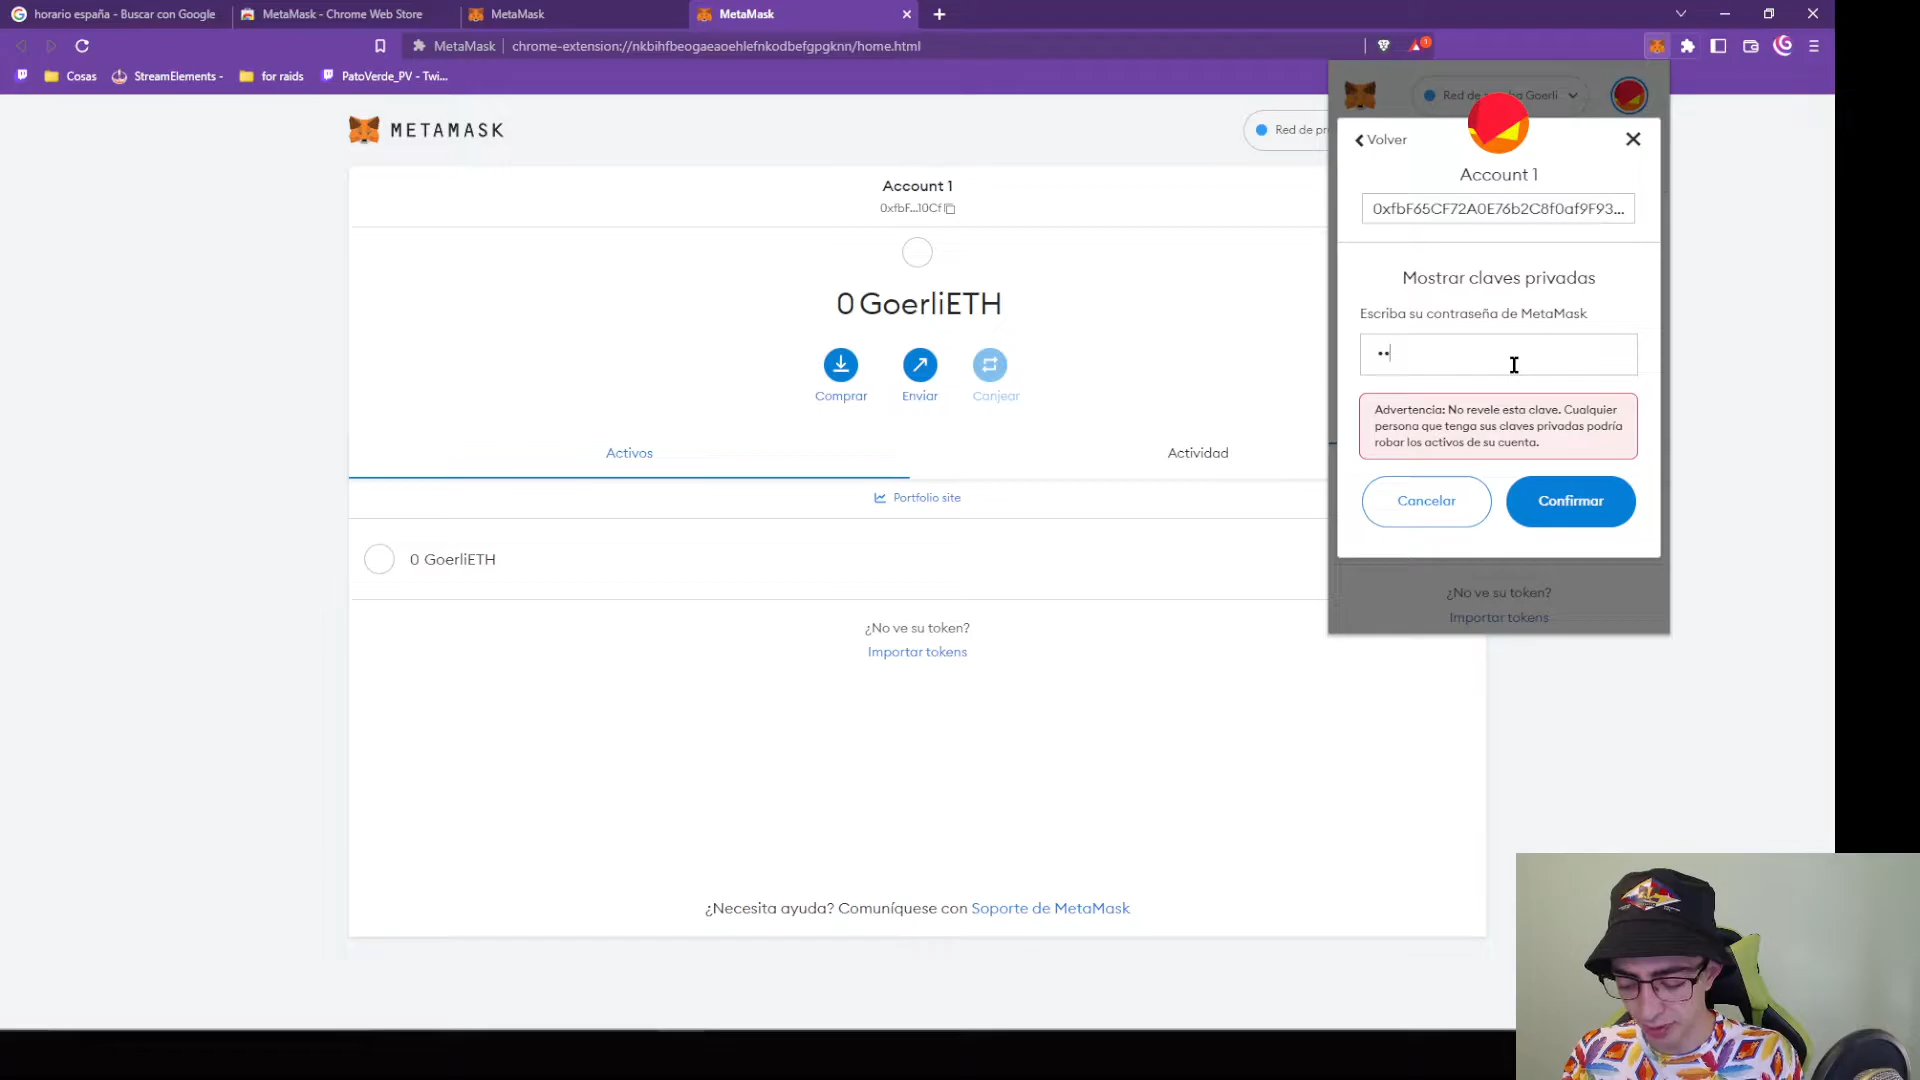 horario españa - Buscar con Google
MetaMask - Chrome Web Store
MetaMask
MetaMask
MetaMask
chrome-extension://nkbihfbeogaeaoehlefnkodbefgpgknn/home.html
1
Cosas
StreamElements -
for raids
PatoVerde_PV - Twi...
METAMASK
Red de pr
Account 1
0xfbF...10Cf
0 GoerliETH
Comprar
Enviar
Canjear
Activos
Actividad
Portfolio site
0 GoerliETH
¿No ve su token?
Importar tokens
¿Necesita ayuda? Comuníquese con Soporte de MetaMask
Goerli
Volver
Account 1
0xfbF65CF72A0E76b2C8f0af9F93...
Mostrar claves privadas
Escriba su contraseña de MetaMask
Advertencia: No revele esta clave. Cualquier
persona que tenga sus claves privadas podría
robar los activos de su cuenta.
Cancelar
Confirmar
¿No ve su token?
Importar tokens